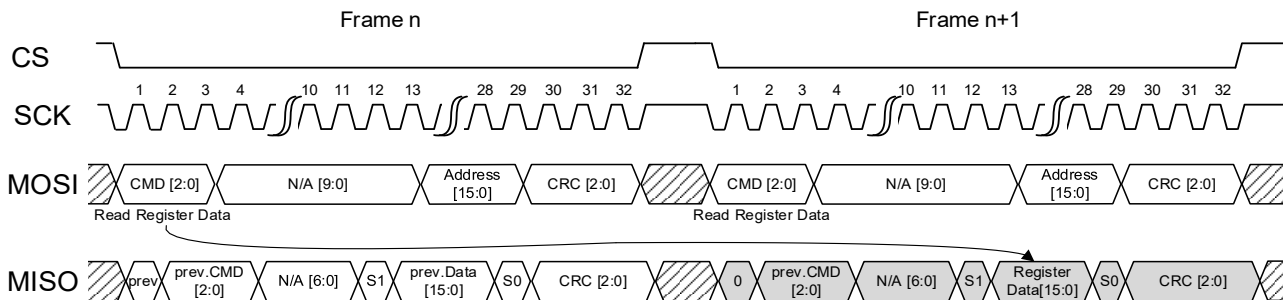 Frame n
Frame n+1
CS
1 2 3 4 10 11 12 13 28 29 30 31 32
1 2 3 4 10 11 12 13 28 29 30 31 32
SCK
MOSI
CMD [2:0]
N/A [9:0]
Address
[15:0]
CRC [2:0]
CMD [2:0]
N/A [9:0]
Address
[15:0]
CRC [2:0]
Read Register Data
Read Register Data
MISO
prev
prev.CMD
[2:0]
N/A [6:0]
S1
prev.Data
[15:0]
S0
CRC [2:0]
0
prev.CMD
[2:0]
N/A [6:0]
S1
Register
Data[15:0]
S0
CRC [2:0]